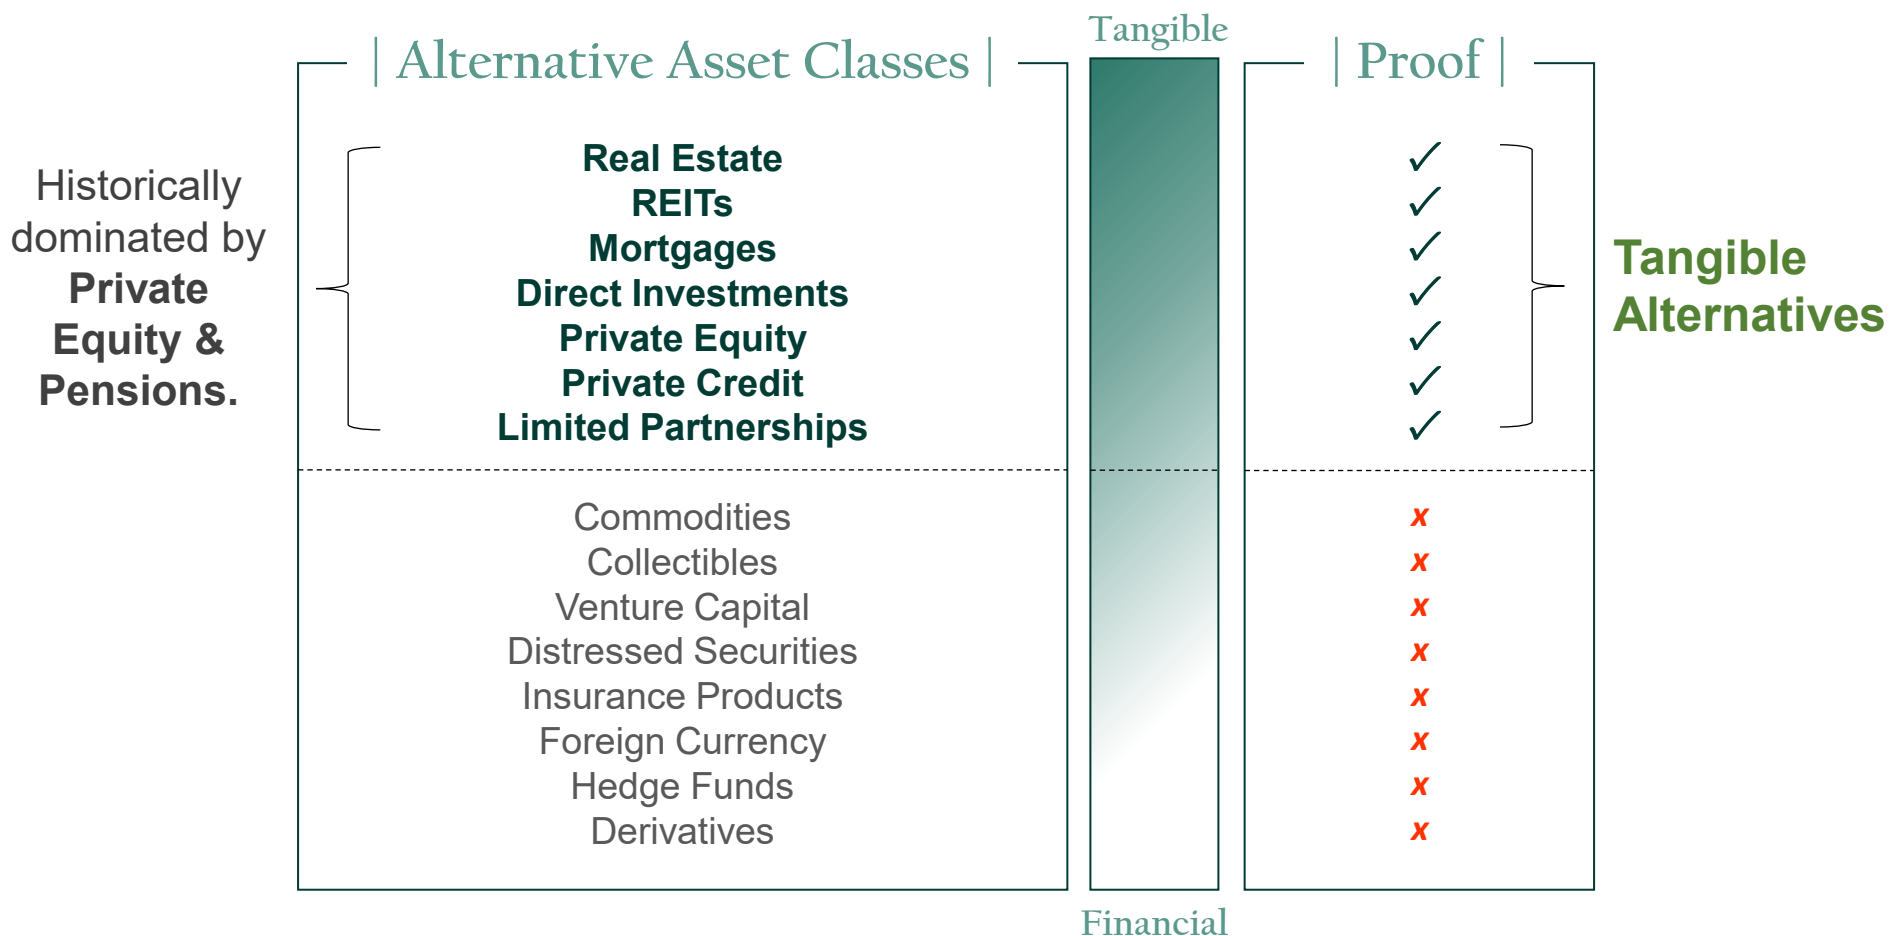 Tangible
| Alternative Asset Classes |
| Proof |
Historically
dominated by
Private
Equity &
Pensions.
Real Estate ✓
REITs ✓
Mortgages ✓
Direct Investments ✓
Private Equity ✓
Private Credit ✓
Limited Partnerships ✓
Tangible
Alternatives
Commodities x
Collectibles x
Venture Capital x
Distressed Securities x
Insurance Products x
Foreign Currency x
Hedge Funds x
Derivatives x
Financial